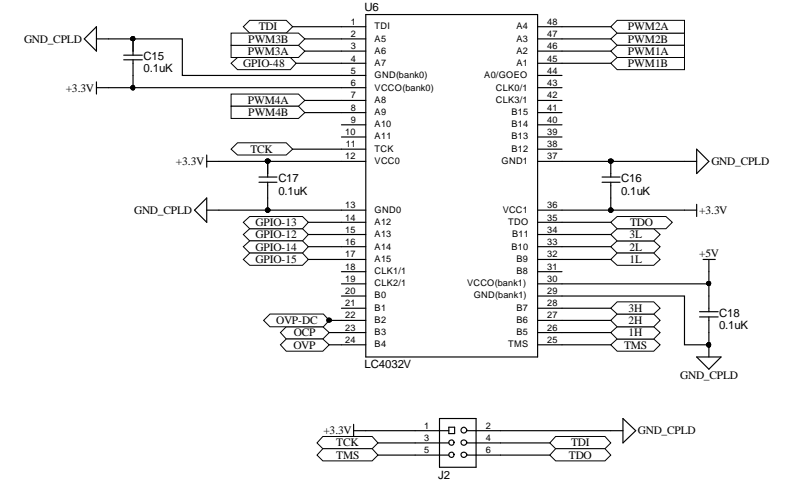 U6
TDI 1 TDI A4 48 PWM2A
PWM3B 2 A5 A3 47 PWM2B
PWM3A 3 A6 A2 46 PWM1A
GPIO-48 4 A7 A1 45 PWM1B
GND_CPLD C15 0.1uK 5 GND(bank0) A0/GOEO 44
+3.3V 6 VCCO(bank0) CLK0/1 43
PWM4A 7 A8 CLK3/1 42
PWM4B 8 A9 B15 41
9 A10 B14 40
10 A11 B13 39
TCK 11 TCK B12 38
+3.3V 12 VCC0 GND1 37 GND_CPLD
C17 0.1uK C16 0.1uK
GND_CPLD 13 GND0 VCC1 36 +3.3V
GPIO-13 14 A12 TDO 35 TDO
GPIO-12 15 A13 B11 34 3L
GPIO-14 16 A14 B10 33 2L
GPIO-15 17 A15 B9 32 1L
18 CLK1/1 B8 31
19 CLK2/1 VCCO(bank1) 30 +5V
20 B0 GND(bank1) 29
21 B1 B7 28 3H
OVP-DC 22 B2 B6 27 2H
OCP 23 B3 B5 26 1H
OVP 24 B4 TMS 25 TMS
C18 0.1uK
GND_CPLD
LC4032V
+3.3V 1 2 GND_CPLD
TCK 3 4 TDI
TMS 5 6 TDO
J2